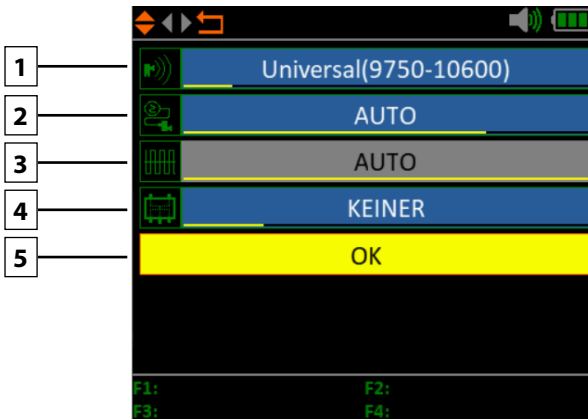 1 Universal(9750-10600)
2 AUTO
3 AUTO
4 KEINER
5 OK
F1: F2:
F3: F4: